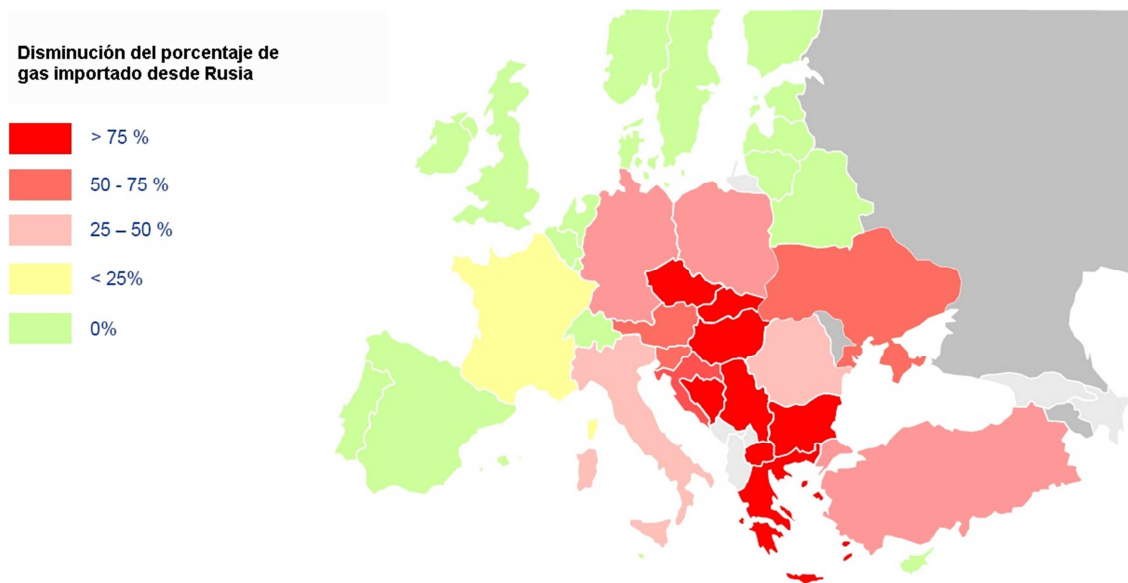 Disminución del porcentaje de
gas importado desde Rusia
> 75 %
50 - 75 %
25 – 50 %
< 25%
0%